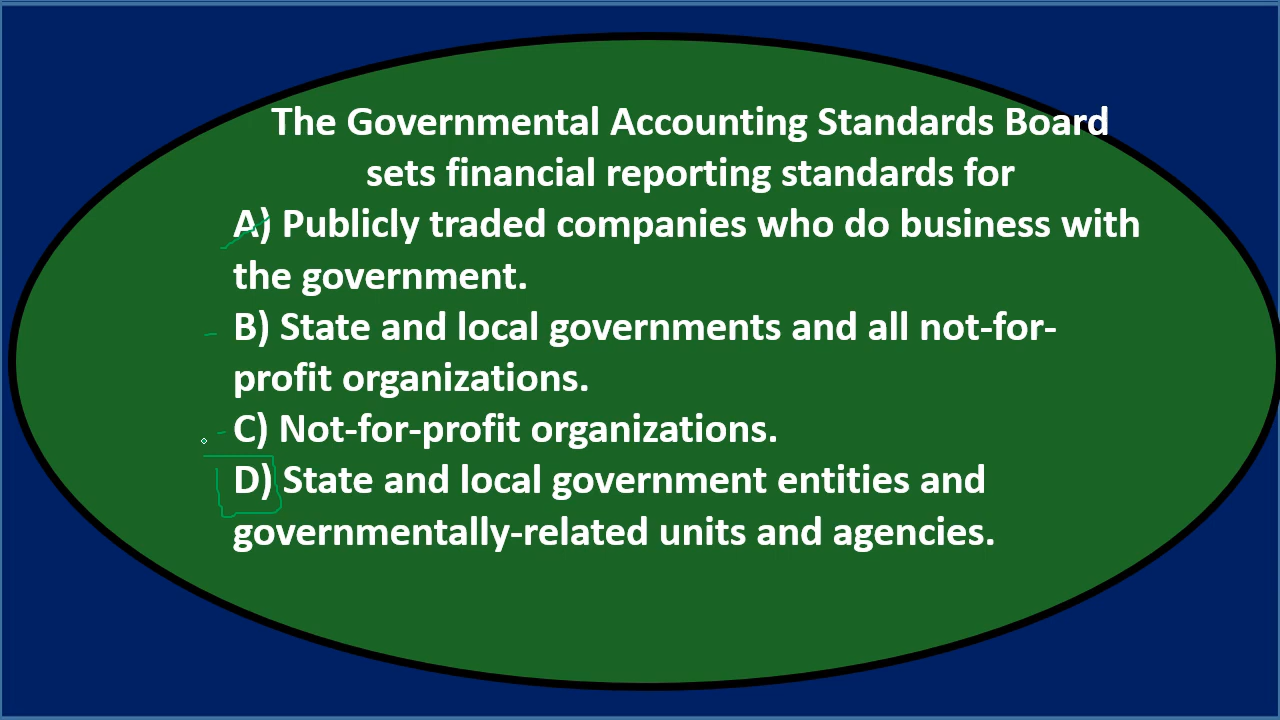 The Governmental Accounting Standards Board
sets financial reporting standards for
A) Publicly traded companies who do business with
the government.
B) State and local governments and all not-for-
profit organizations.
C) Not-for-profit organizations.
D) State and local government entities and
governmentally-related units and agencies.